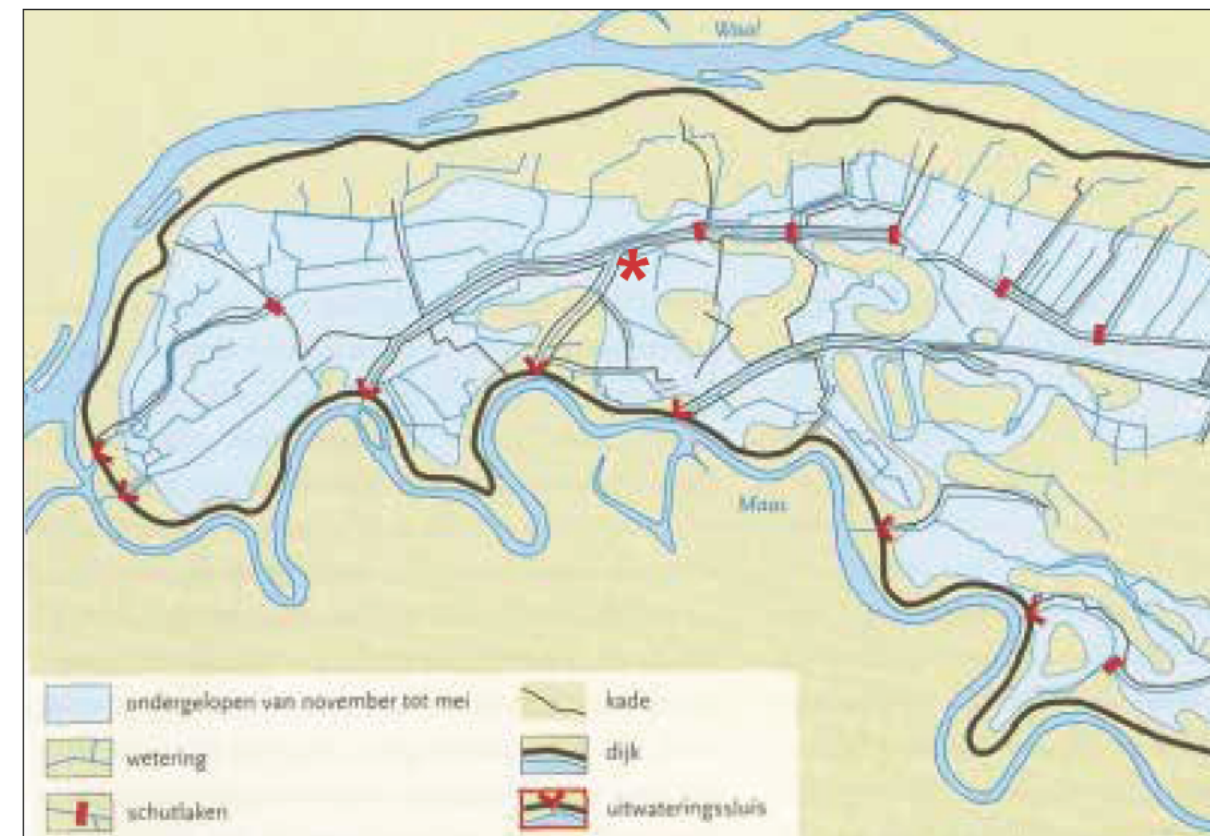 Waal
*
Maas
ondergelopen van november tot mei
wetering
schutlaken
kade
dijk
uitwateringssluis